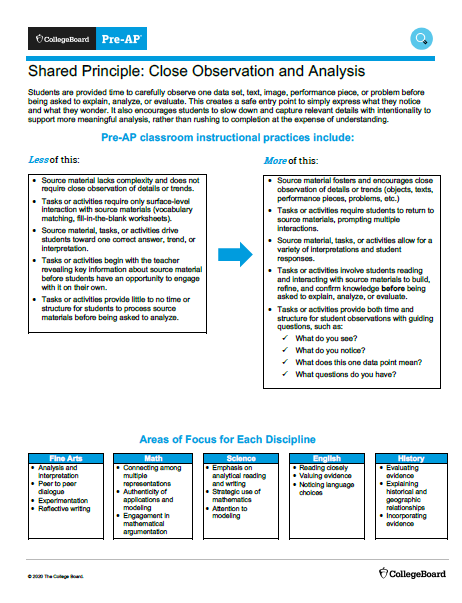 CollegeBoard Pre-AP®
Shared Principle: Close Observation and Analysis
Students are provided time to carefully observe one data set, text, image, performance piece, or problem before
being asked to explain, analyze, or evaluate. This creates a safe entry point to simply express what they notice
and what they wonder. It also encourages students to slow down and capture relevant details with intentionality to
support more meaningful analysis, rather than rushing to completion at the expense of understanding.
Pre-AP classroom instructional practices include:
Less of this:
• Source material lacks complexity and does not
require close observation of details or trends.
• Tasks or activities require only surface-level
interaction with source materials (vocabulary
matching, fill-in-the-blank worksheets).
• Source material, tasks, or activities drive
students toward one correct answer, trend, or
interpretation.
• Tasks or activities begin with the teacher
revealing key information about source material
before students have an opportunity to engage
with it on their own.
• Tasks or activities provide little to no time or
structure for students to process source
materials before being asked to analyze.
More of this:
• Source material fosters and encourages close
observation of details or trends (objects, texts,
performance pieces, problems, etc.)
• Tasks or activities require students to return to
source materials, prompting multiple
interactions.
• Source material, tasks, or activities allow for a
variety of interpretations and student
responses.
• Tasks or activities involve students reading
and interacting with source materials to build,
refine, and confirm knowledge before being
asked to explain, analyze, or evaluate.
• Tasks or activities provide both time and
structure for student observations with guiding
questions, such as:
✓ What do you see?
✓ What do you notice?
✓ What does this one data point mean?
✓ What questions do you have?
Areas of Focus for Each Discipline
Fine Arts
• Analysis and
interpretation
• Peer to peer
dialogue
• Experimentation
• Reflective writing
Math
• Connecting among
multiple
representations
• Authenticity of
applications and
modeling
• Engagement in
mathematical
argumentation
Science
• Emphasis on
analytical reading
and writing
• Strategic use of
mathematics
• Attention to
modeling
English
• Reading closely
• Valuing evidence
• Noticing language
choices
History
• Evaluating
evidence
• Explaining
historical and
geographic
relationships
• Incorporating
evidence
© 2020 The College Board.
CollegeBoard